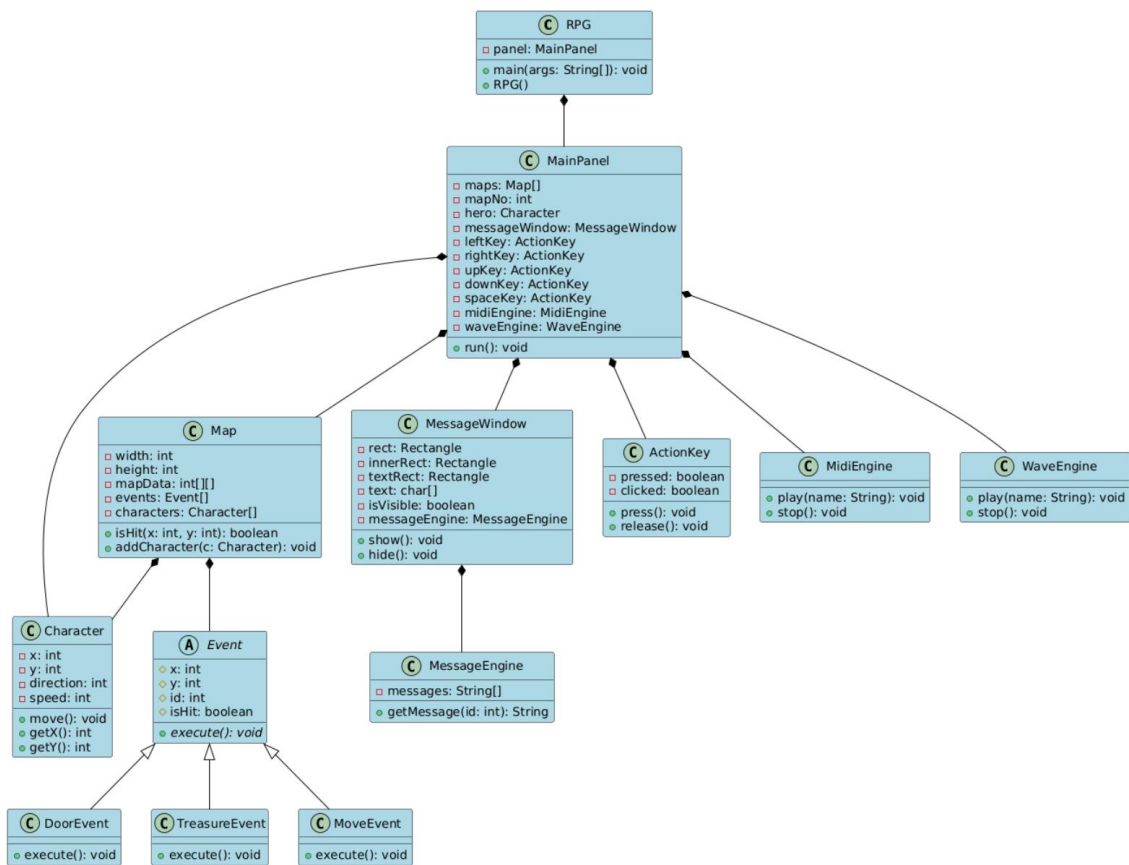 C RPG
panel: MainPanel
main(args: String[]): void
RPG()
C MainPanel
maps: Map[]
mapNo: int
hero: Character
messageWindow: MessageWindow
leftKey: ActionKey
rightKey: ActionKey
upKey: ActionKey
downKey: ActionKey
spaceKey: ActionKey
midiEngine: MidiEngine
waveEngine: WaveEngine
run(): void
C Map
width: int
height: int
mapData: int[][]
events: Event[]
characters: Character[]
isHit(x: int, y: int): boolean
addCharacter(c: Character): void
C MessageWindow
rect: Rectangle
innerRect: Rectangle
textRect: Rectangle
text: char[]
isVisible: boolean
messageEngine: MessageEngine
show(): void
hide(): void
C ActionKey
pressed: boolean
clicked: boolean
press(): void
release(): void
C MidiEngine
play(name: String): void
stop(): void
C WaveEngine
play(name: String): void
stop(): void
C Character
x: int
y: int
direction: int
speed: int
move(): void
getX(): int
getY(): int
A Event
x: int
y: int
id: int
isHit: boolean
execute(): void
C MessageEngine
messages: String[]
getMessage(id: int): String
C DoorEvent
execute(): void
C TreasureEvent
execute(): void
C MoveEvent
execute(): void